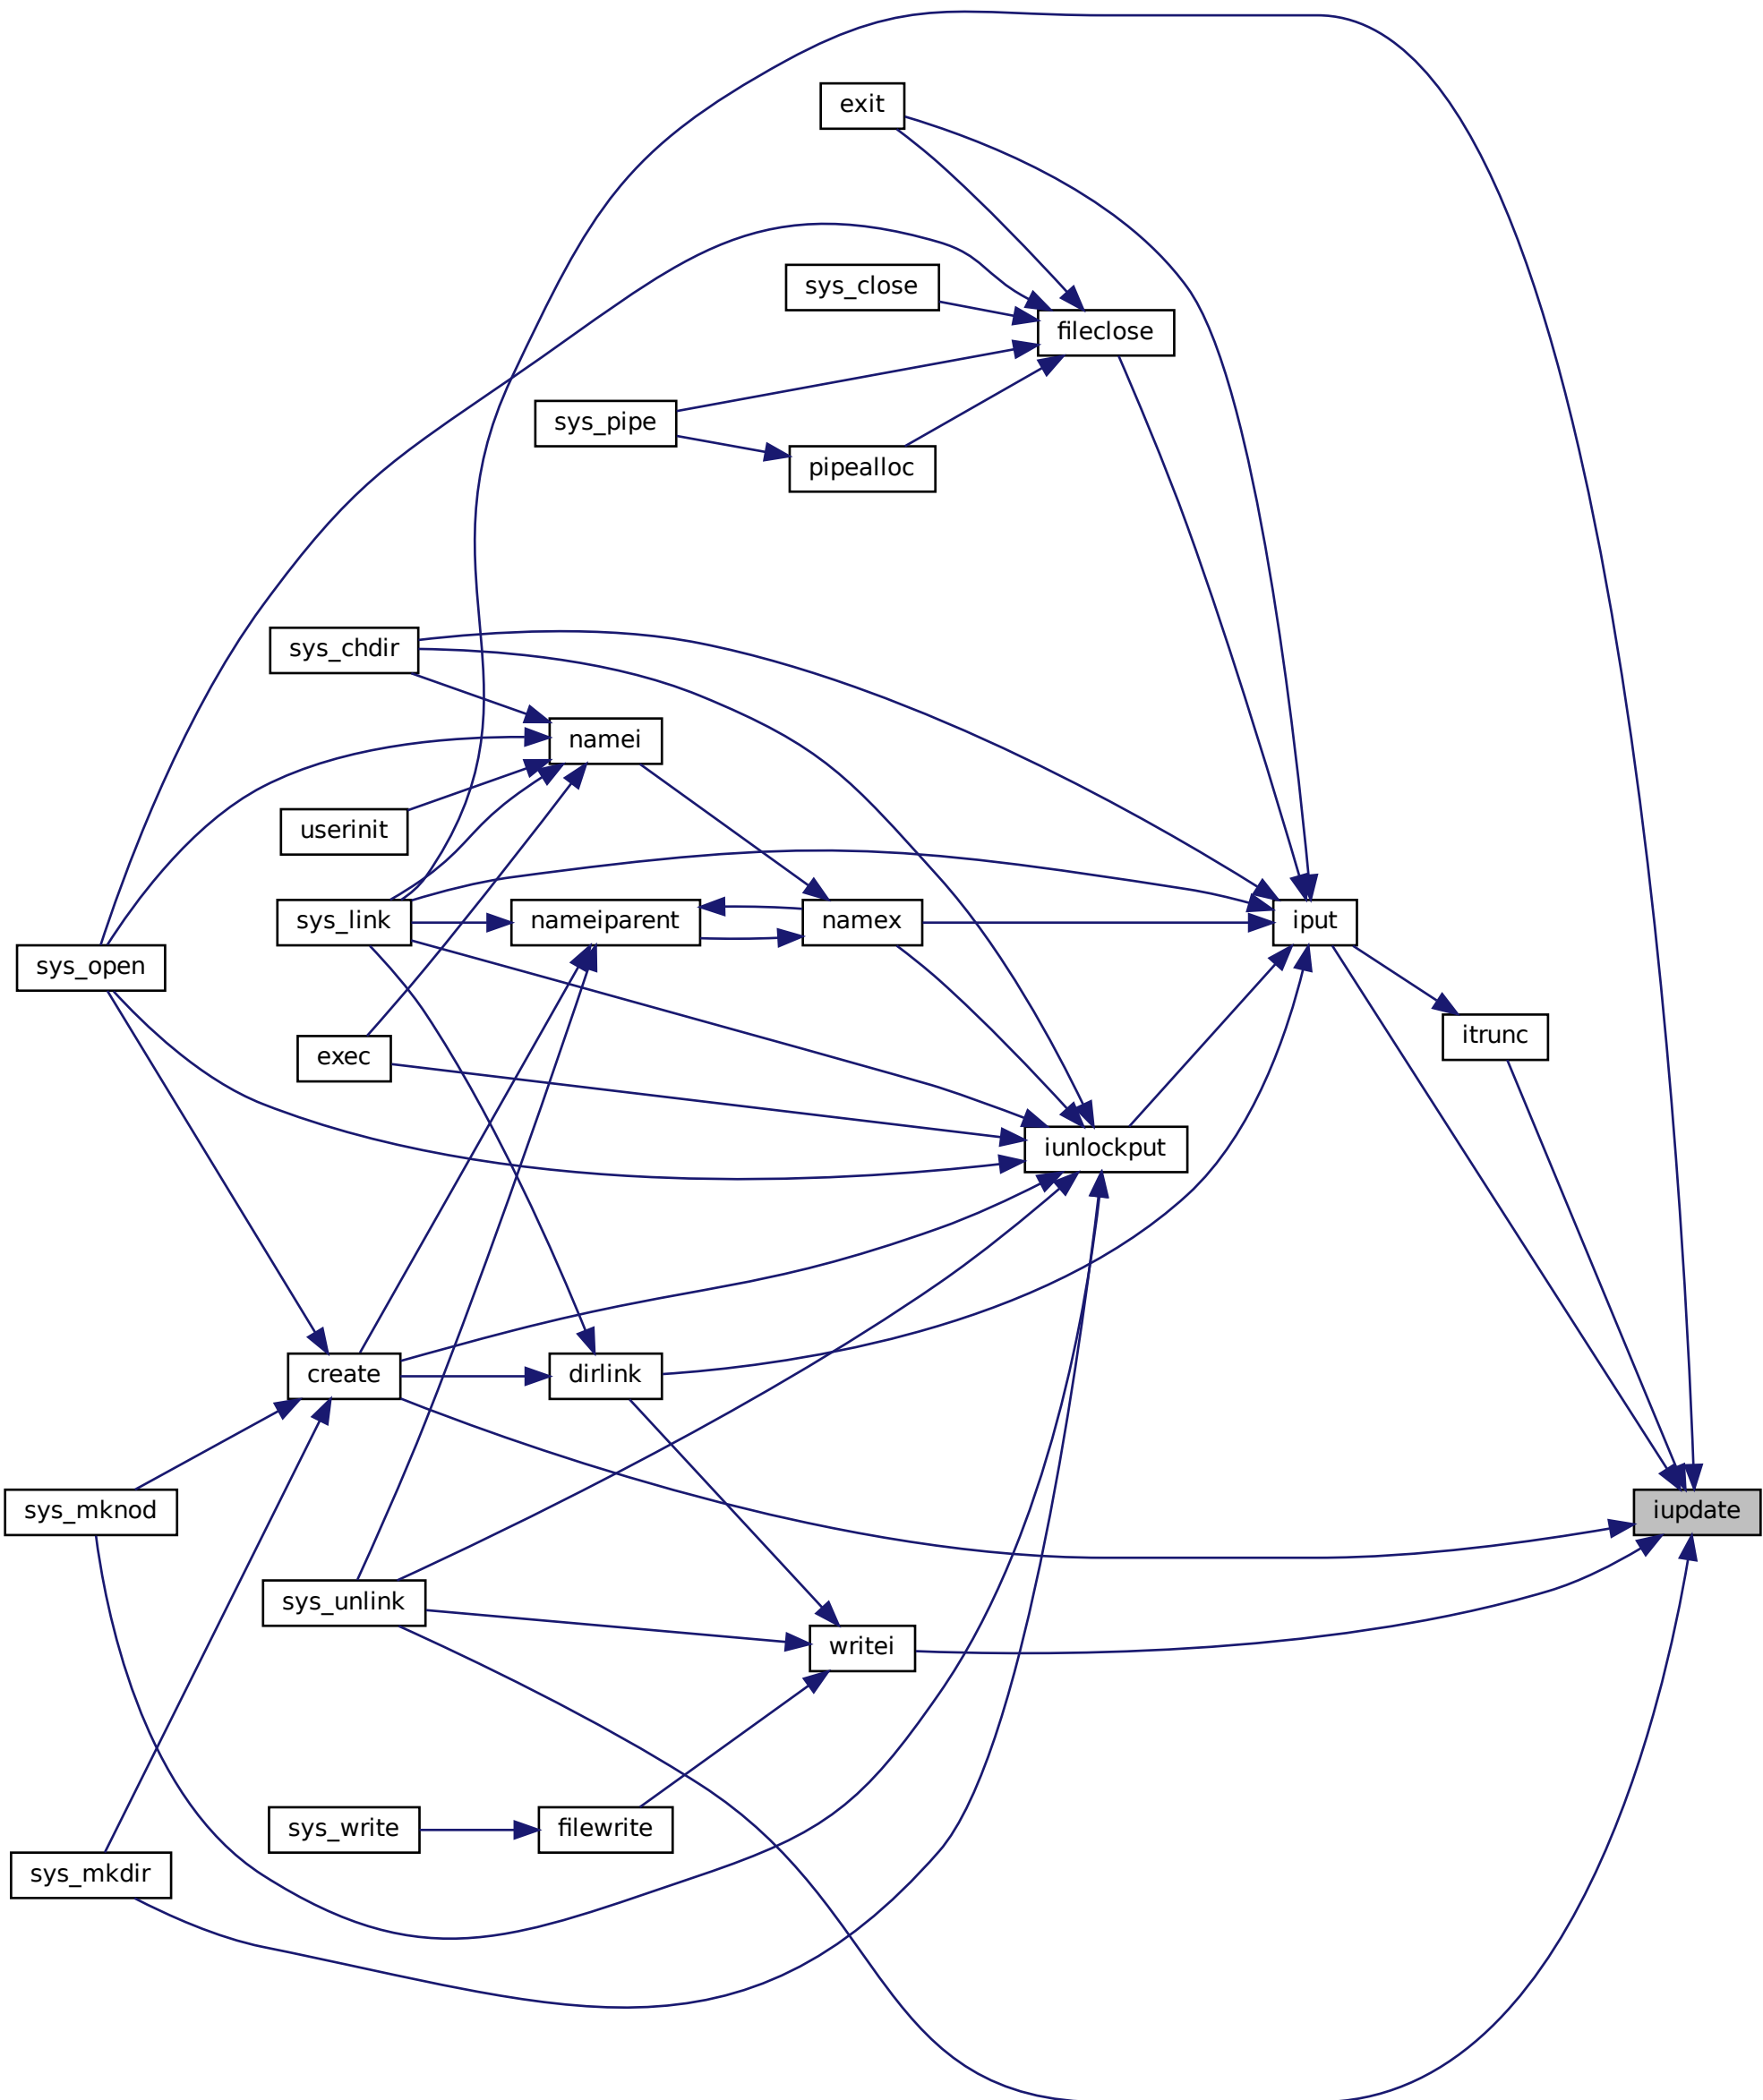 exit
sys_close
fileclose
sys_pipe
pipealloc
sys_chdir
namei
userinit
sys_link
nameiparent
namex
iput
sys_open
itrunc
exec
iunlockput
create
dirlink
sys_mknod
iupdate
sys_unlink
writei
sys_write
filewrite
sys_mkdir